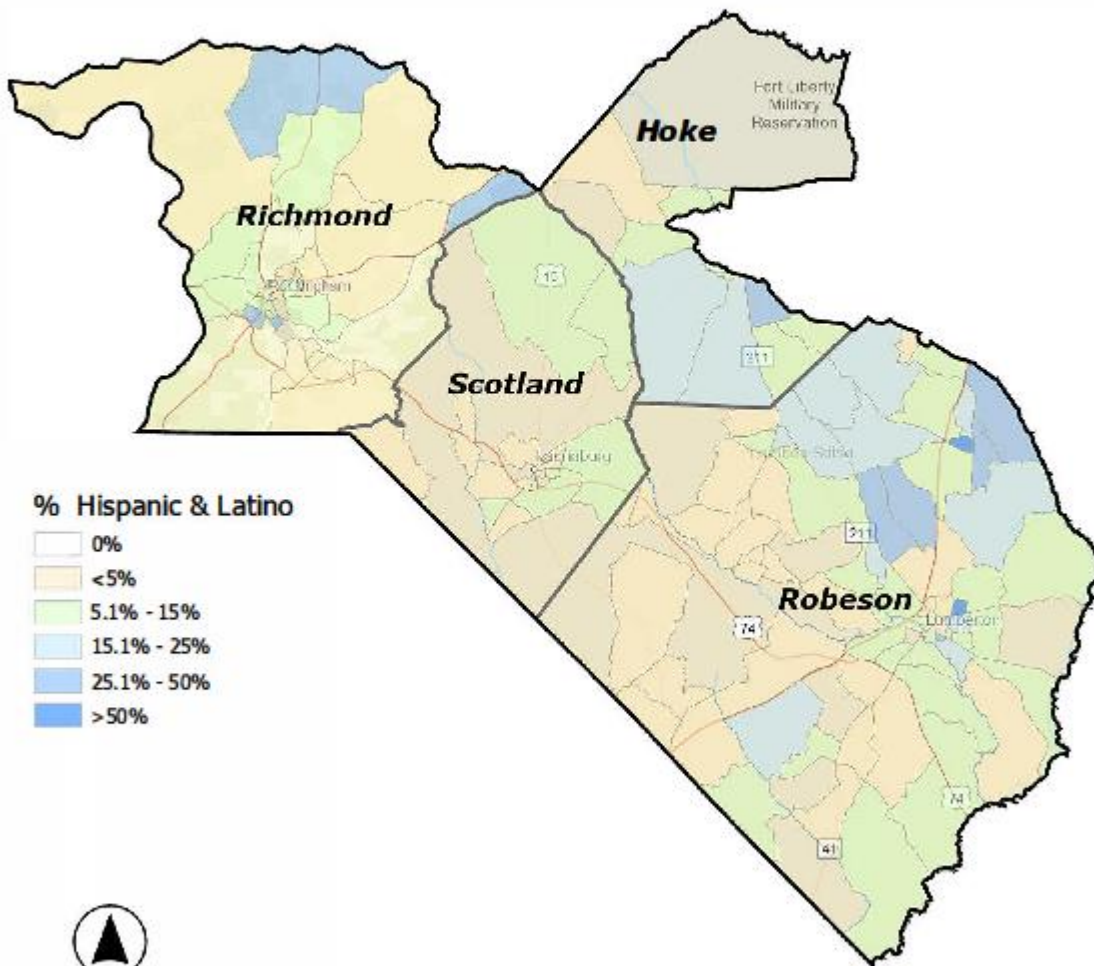 Fort Liberty
Military
Reservation
Hoke
Richmond
15
Scotland
211
% Hispanic & Latino
0%
<5%
5.1% - 15%
15.1% - 25%
25.1% - 50%
>50%
211
Robeson
74
Lumberton
74